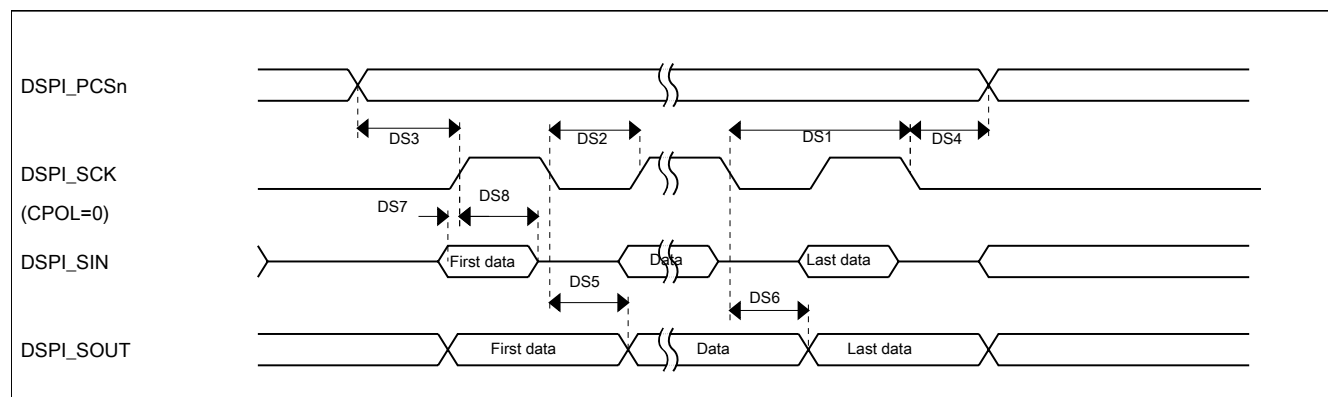 DSPI_PCSn
DS3
DS2
DS1
DS4
DSPI_SCK
(CPOL=0)
DS7
DS8
DSPI_SIN
First data
Data
Last data
DS5
DS6
DSPI_SOUT
First data
Data
Last data